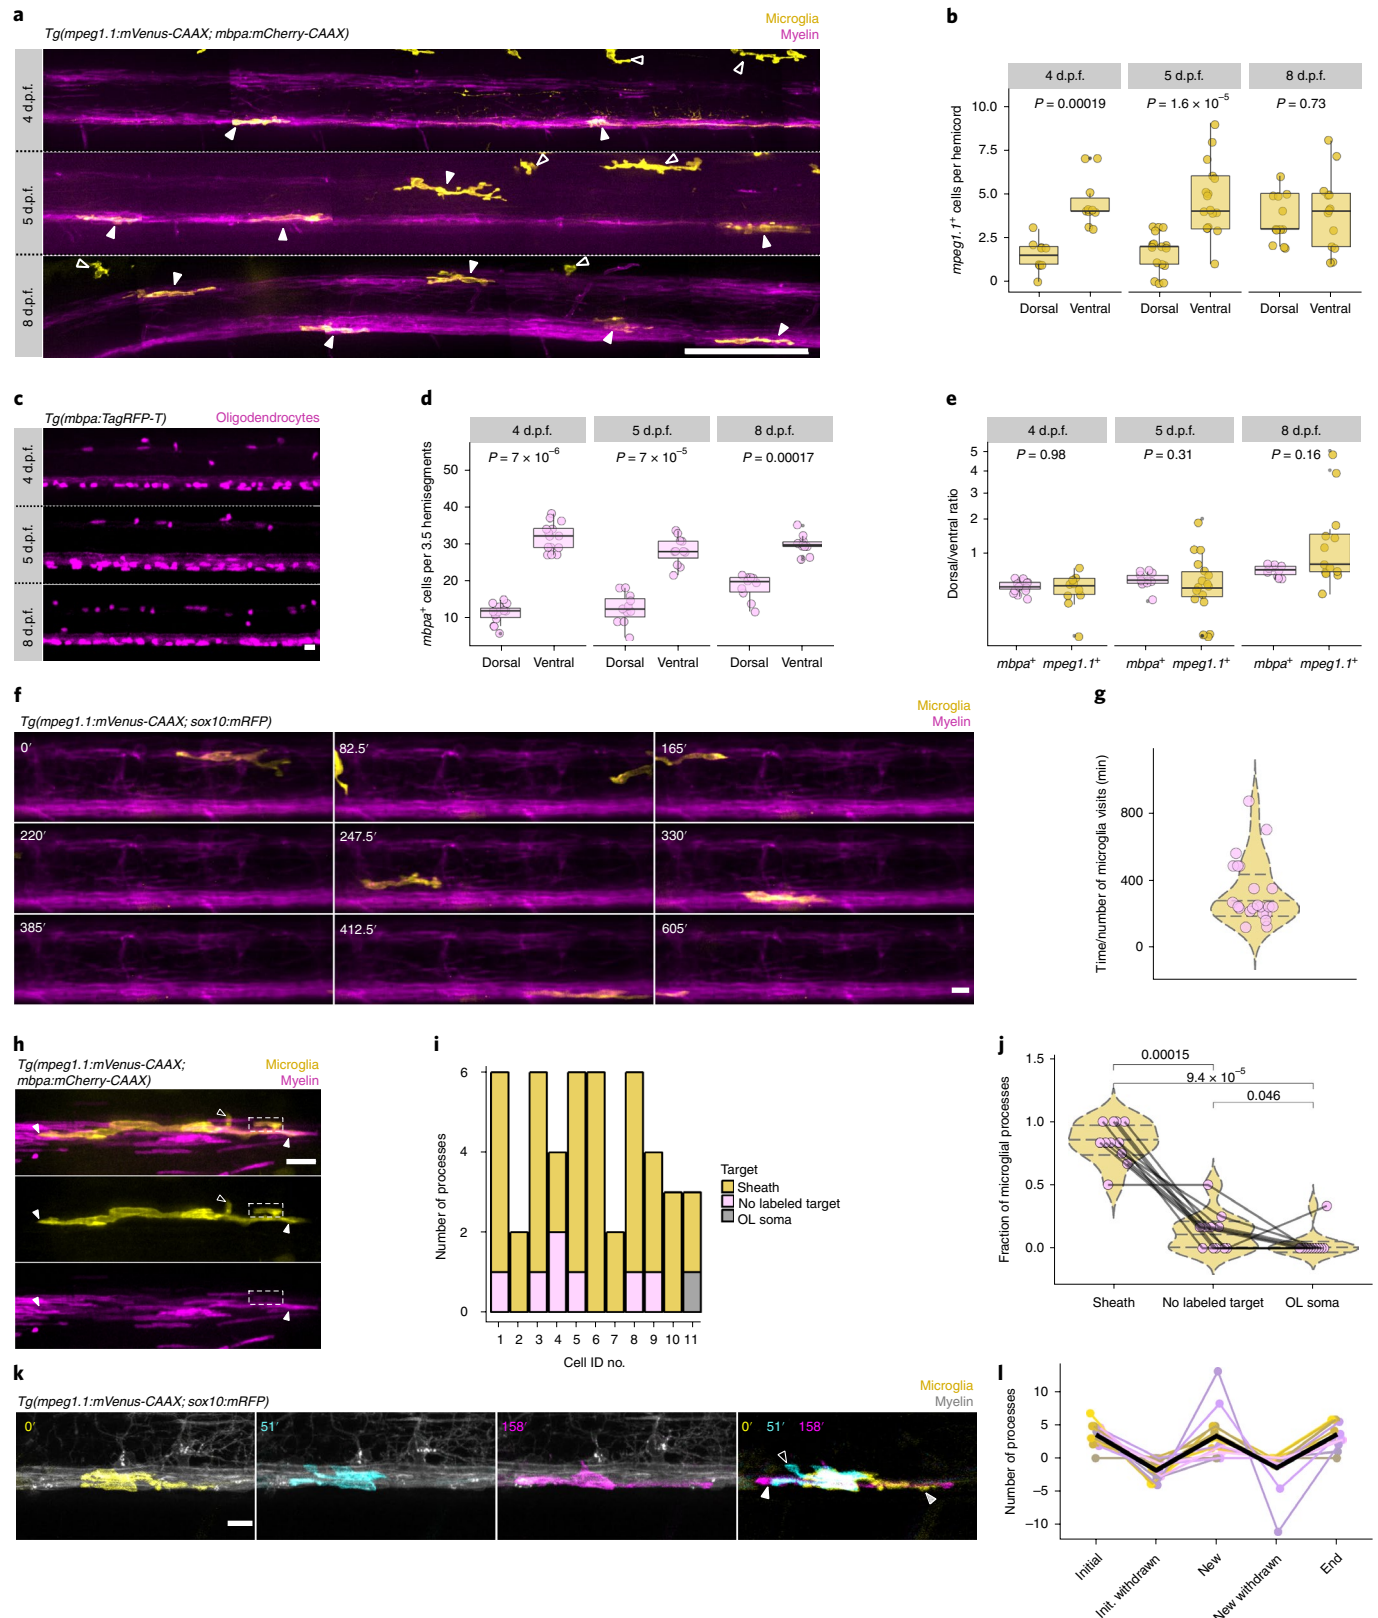 a
Tg(mpeg1.1:mVenus-CAAX; mbpa:mCherry-CAAX)
Microglia
Myelin
4 d.p.f.
5 d.p.f.
8 d.p.f.
b
4 d.p.f. 5 d.p.f. 8 d.p.f.
P = 0.00019 P = 1.6 × 10⁻⁵ P = 0.73
mpeg1.1⁺ cells per hemicord
10.0
7.5
5.0
2.5
0
Dorsal Ventral Dorsal Ventral Dorsal Ventral
c
Tg(mbpa:TagRFP-T) Oligodendrocytes
4 d.p.f.
5 d.p.f.
8 d.p.f.
d
4 d.p.f. 5 d.p.f. 8 d.p.f.
P = 7 × 10⁻⁶ P = 7 × 10⁻⁵ P = 0.00017
mbpa⁺ cells per 3.5 hemisegments
50
40
30
20
10
Dorsal Ventral Dorsal Ventral Dorsal Ventral
e
4 d.p.f. 5 d.p.f. 8 d.p.f.
P = 0.98 P = 0.31 P = 0.16
Dorsal/ventral ratio
5
4
3
2
1
mbpa⁺ mpeg1.1⁺ mbpa⁺ mpeg1.1⁺ mbpa⁺ mpeg1.1⁺
f
Tg(mpeg1.1:mVenus-CAAX; sox10:mRFP)
Microglia
Myelin
0′ 82.5′ 165′
220′ 247.5′ 330′
385′ 412.5′ 605′
g
Time/number of microglia visits (min)
800
400
0
h
Tg(mpeg1.1:mVenus-CAAX;
mbpa:mCherry-CAAX)
Microglia
Myelin
i
Number of processes
6
4
2
0
1 2 3 4 5 6 7 8 9 10 11
Cell ID no.
Target
Sheath
No labeled target
OL soma
j
Fraction of microglial processes
1.5
1.0
0.5
0.0
0.00015
9.4 × 10⁻⁵
0.046
Sheath No labeled target OL soma
k
Tg(mpeg1.1:mVenus-CAAX; sox10:mRFP)
Microglia
Myelin
0′ 51′ 158′ 0′ 51′ 158′
l
Number of processes
10
5
0
−5
−10
Initial
Init. withdrawn
New
New withdrawn
End